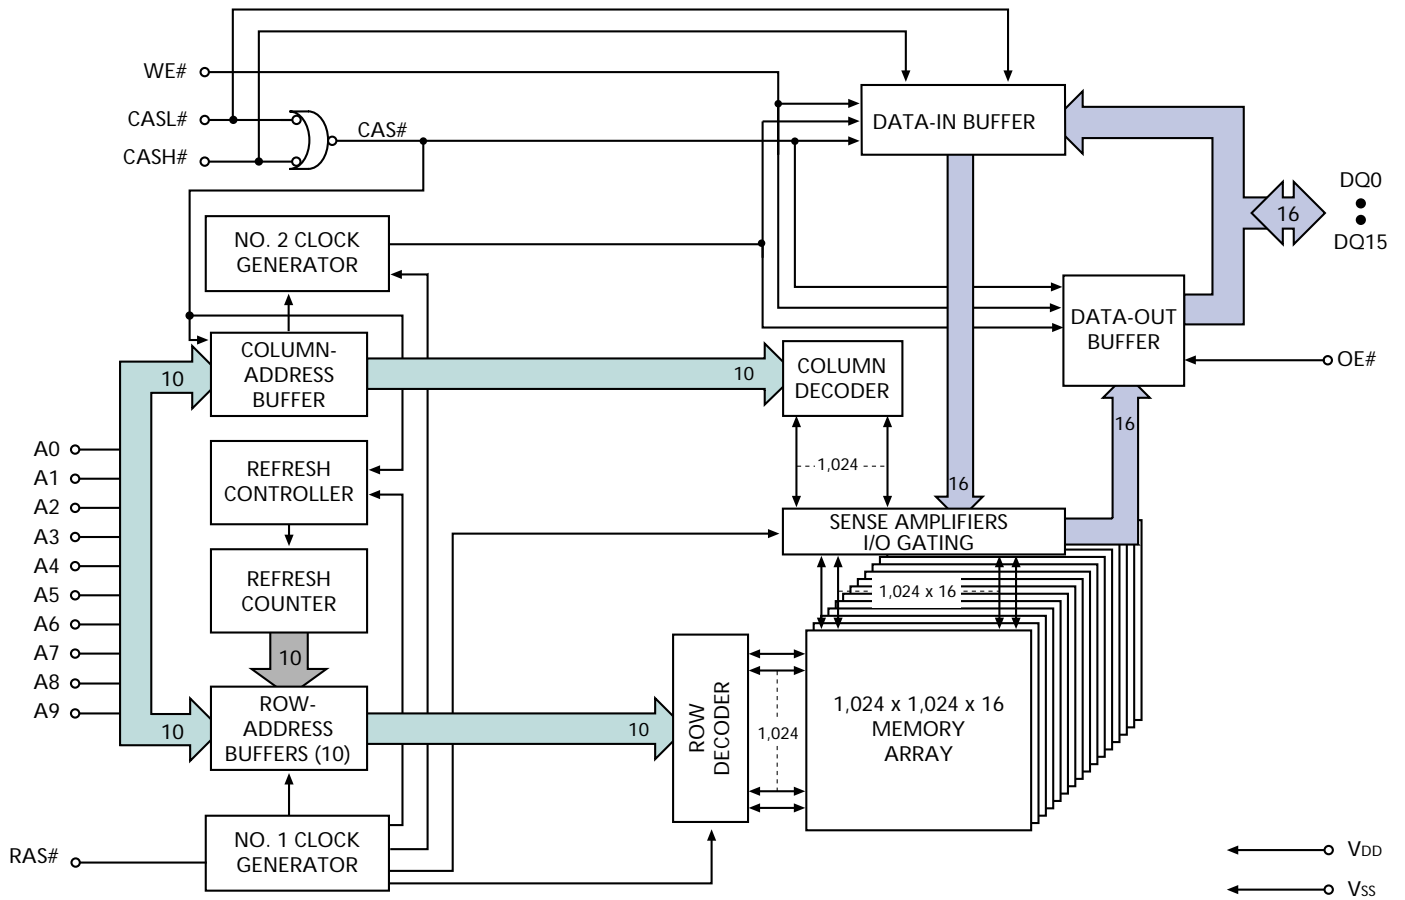 WE#
CASL#
CASH#
CAS#
DATA-IN BUFFER
DQ0
DQ15
16
NO. 2 CLOCK
GENERATOR
DATA-OUT
BUFFER
OE#
COLUMN-
ADDRESS
BUFFER
10
10
COLUMN
DECODER
16
1,024
16
A0
A1
A2
A3
A4
A5
A6
A7
A8
A9
REFRESH
CONTROLLER
SENSE AMPLIFIERS
I/O GATING
REFRESH
COUNTER
1,024 x 16
10
ROW-
ADDRESS
BUFFERS (10)
10
10
ROW
DECODER
1,024
1,024 x 1,024 x 16
MEMORY
ARRAY
NO. 1 CLOCK
GENERATOR
RAS#
VDD
VSS